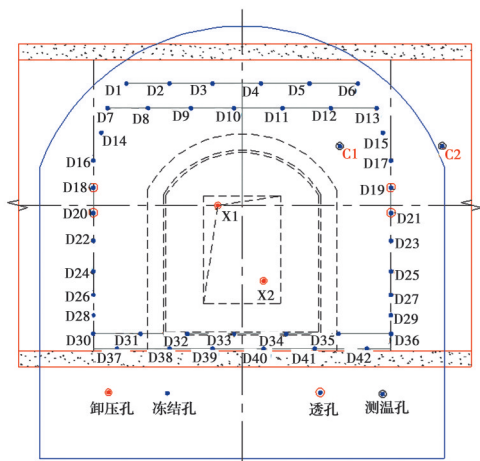 D1 D2 D3 D4 D5 D6
D7 D8 D9 D10 D11 D12 D13
D14 D15
C1 C2
D16 D17
D18 D19
X1
D20 D21
D22 D23
D24 D25
X2
D26 D27
D28 D29
D30 D31 D32 D33 D34 D35 D36
D37 D38 D39 D40 D41 D42
卸压孔 冻结孔 透孔 测温孔